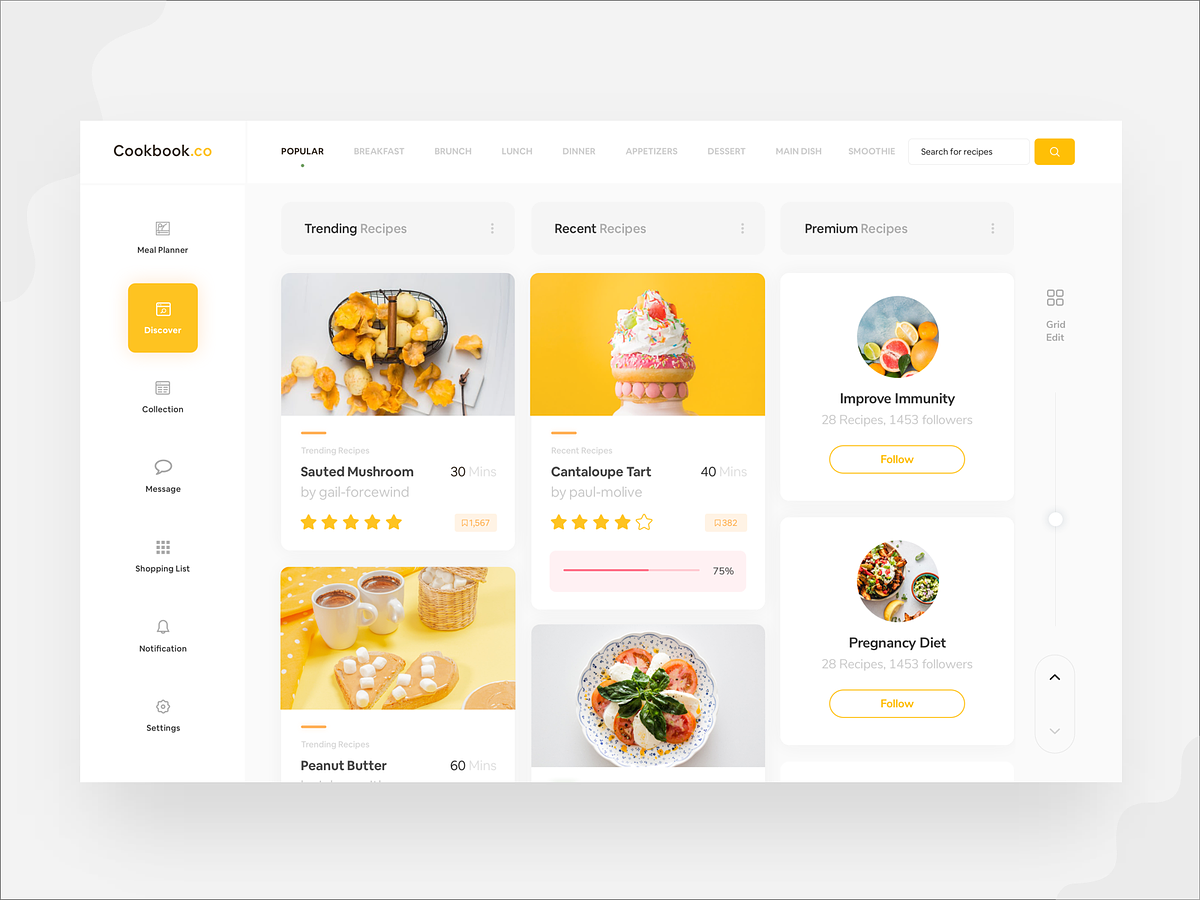 Cookbook.co
POPULAR BREAKFAST BRUNCH LUNCH DINNER APPETIZERS DESSERT MAIN DISH SMOOTHIE Search for recipes
Meal Planner
Discover
Collection
Message
Shopping List
Notification
Settings
Trending Recipes
Trending Recipes
Sauted Mushroom 30 Mins
by gail-forcewind
1,567
Trending Recipes
Peanut Butter 60 Mins
Recent Recipes
Recent Recipes
Cantaloupe Tart 40 Mins
by paul-molive
382
75%
Premium Recipes
Improve Immunity
28 Recipes, 1453 followers
Follow
Pregnancy Diet
28 Recipes, 1453 followers
Follow
Grid
Edit